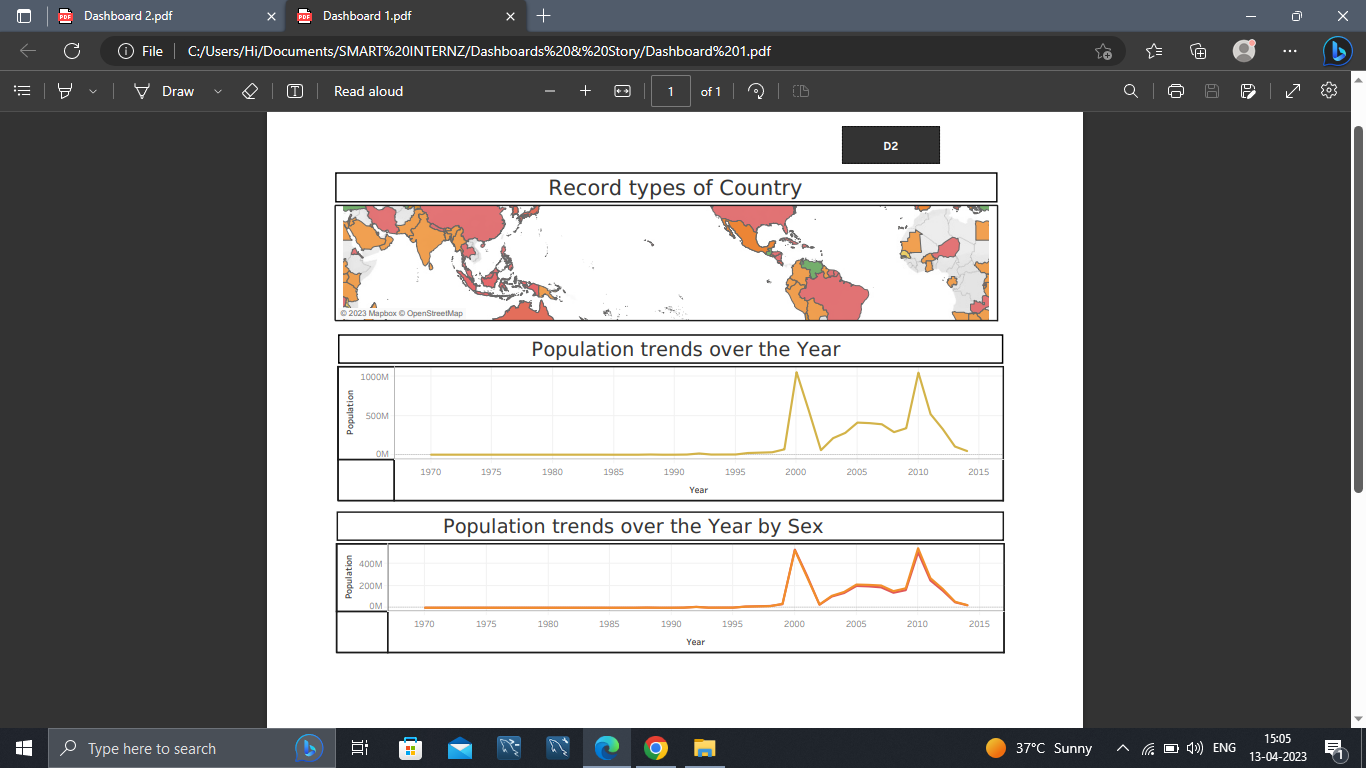 Dashboard 2.pdf
Dashboard 1.pdf
File
C:/Users/Hi/Documents/SMART%20INTERNZ/Dashboards%20&%20Story/Dashboard%201.pdf
Draw
Read aloud
1 of 1
D2
Record types of Country
© 2023 Mapbox © OpenStreetMap
Population trends over the Year
Population
1000M
500M
0M
1970 1975 1980 1985 1990 1995 2000 2005 2010 2015
Year
Population trends over the Year by Sex
Population
400M
200M
0M
1970 1975 1980 1985 1990 1995 2000 2005 2010 2015
Year
Type here to search
37°C Sunny
ENG
15:05
13-04-2023
1